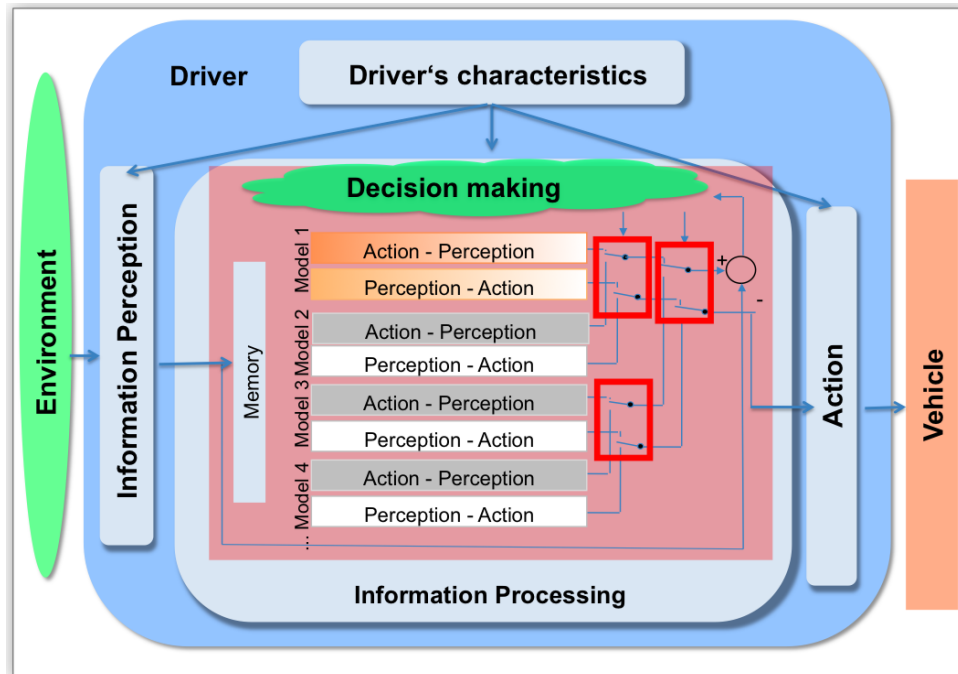 Driver
Driver‘s characteristics
Environment
Information Perception
Decision making
Memory
Model 1
Action - Perception
Perception - Action
Model 2
Action - Perception
Perception - Action
Model 3
Action - Perception
Perception - Action
... Model 4
Action - Perception
Perception - Action
+
-
Information Processing
Action
Vehicle